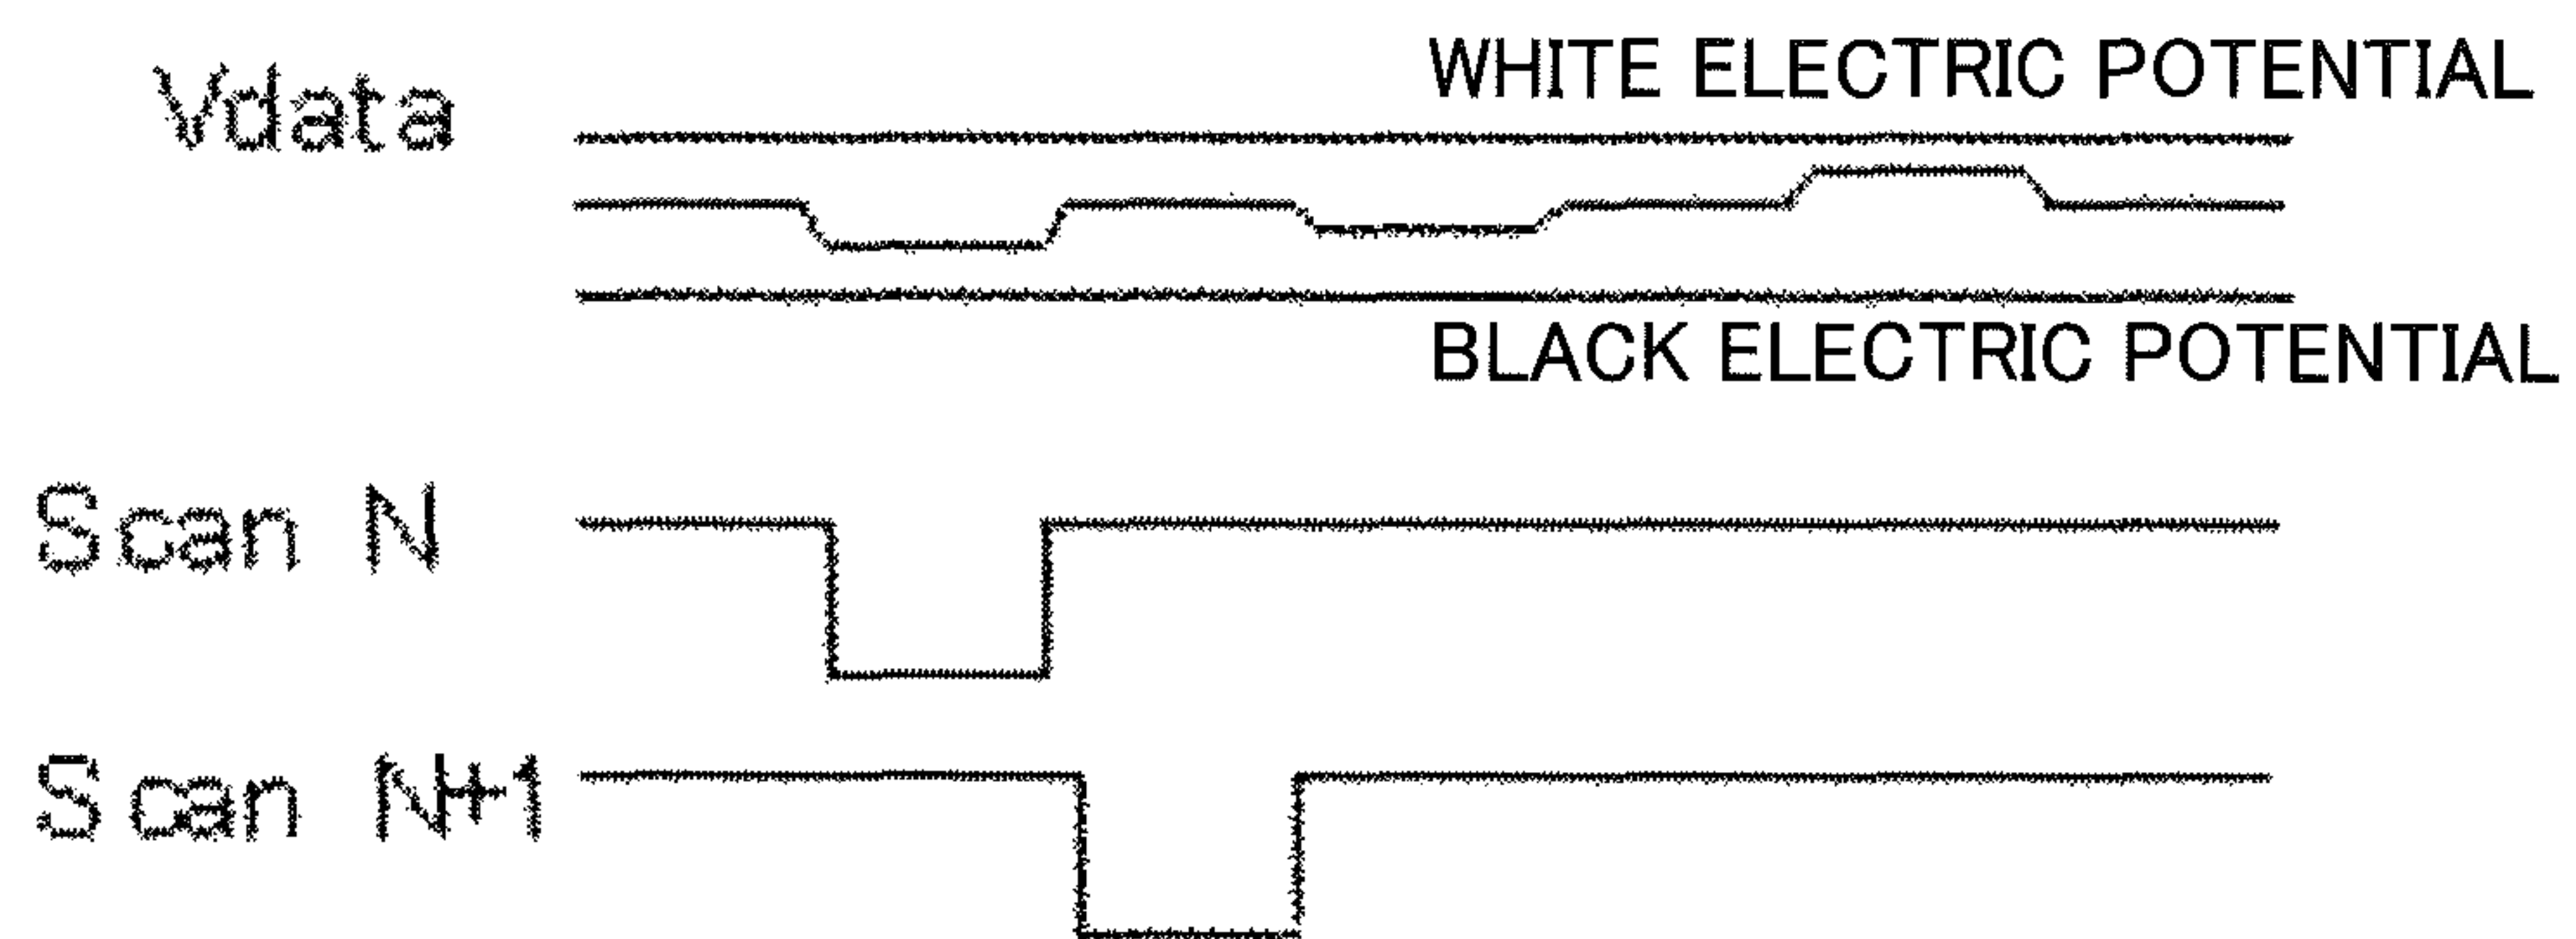 WHITE ELECTRIC POTENTIAL
Vdata
BLACK ELECTRIC POTENTIAL
Scan N
Scan N+1